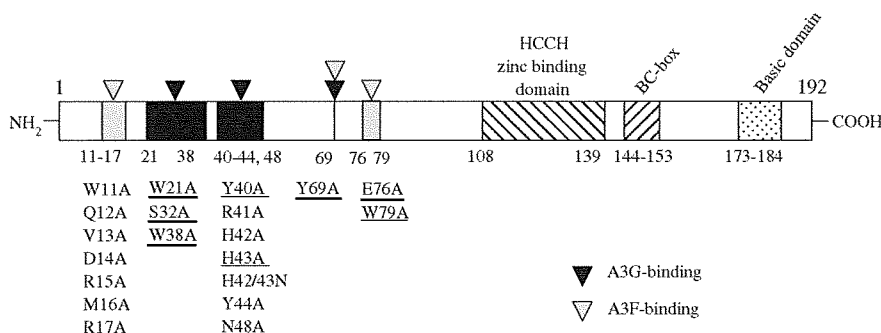 HCCH
zinc binding
domain
BC-box
Basic domain
1
192
NH2
COOH
11-17
21
38
40-44, 48
69
76
79
108
139
144-153
173-184
W11A
W21A
Y40A
Y69A
E76A
Q12A
S32A
R41A
W79A
V13A
W38A
H42A
D14A
H43A
R15A
H42/43N
M16A
Y44A
R17A
N48A
A3G-binding
A3F-binding